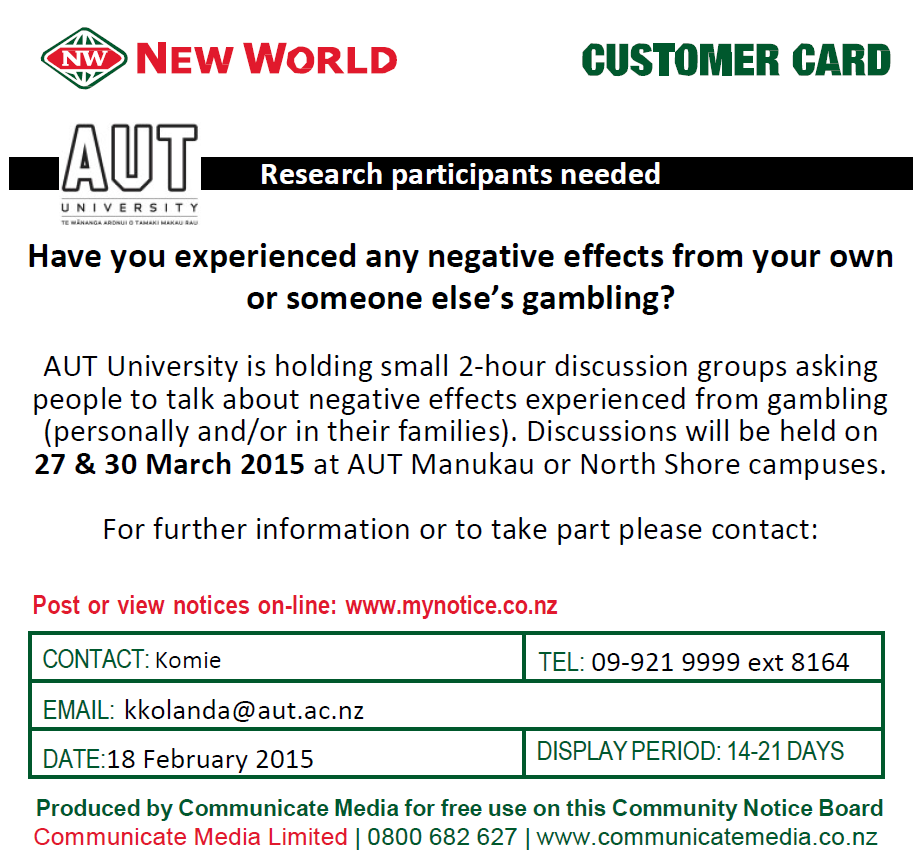 NW NEW WORLD CUSTOMER CARD
AUT
UNIVERSITY
TE WĀNANGA ARONUI O TAMAKI MAKAU RAU
Research participants needed
Have you experienced any negative effects from your own
or someone else’s gambling?
AUT University is holding small 2-hour discussion groups asking
people to talk about negative effects experienced from gambling
(personally and/or in their families). Discussions will be held on
27 & 30 March 2015 at AUT Manukau or North Shore campuses.
For further information or to take part please contact:
Post or view notices on-line: www.mynotice.co.nz
CONTACT: Komie TEL: 09-921 9999 ext 8164
EMAIL: kkolanda@aut.ac.nz
DATE:18 February 2015 DISPLAY PERIOD: 14-21 DAYS
Produced by Communicate Media for free use on this Community Notice Board
Communicate Media Limited | 0800 682 627 | www.communicatemedia.co.nz